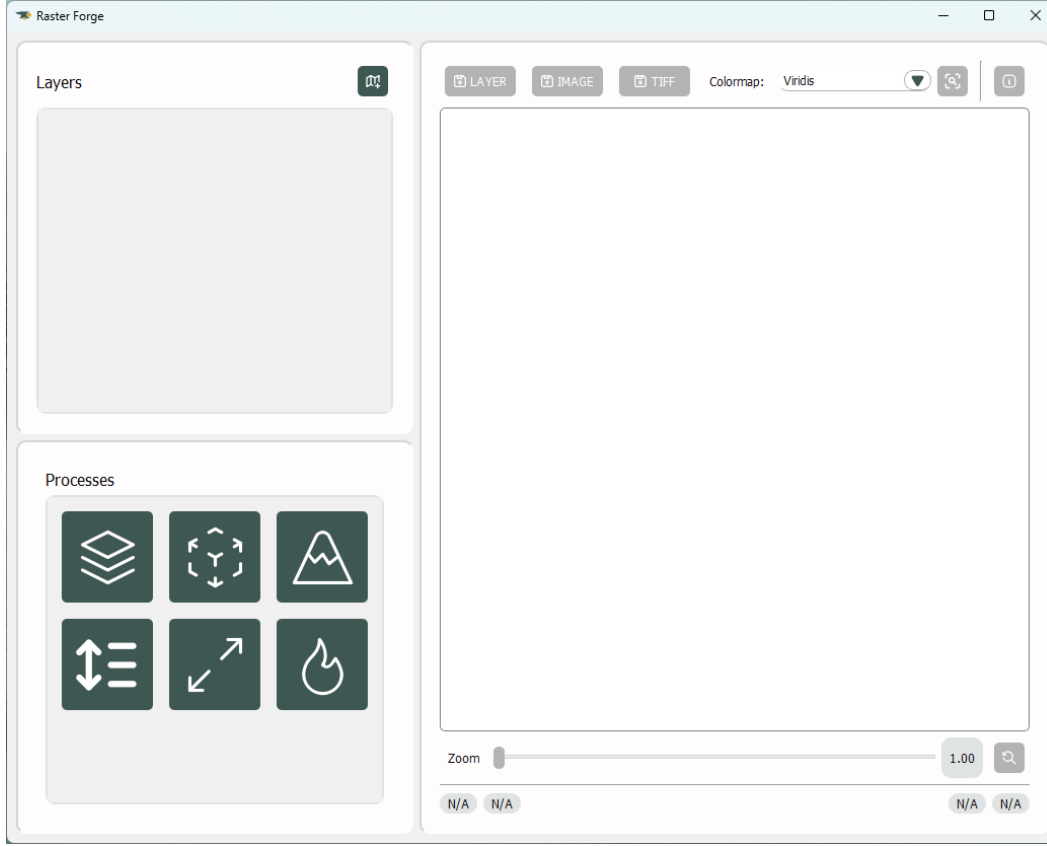 Raster Forge
Layers
LAYER IMAGE TIFF Colormap: Viridis
Processes
Zoom 1.00
N/A N/A N/A N/A